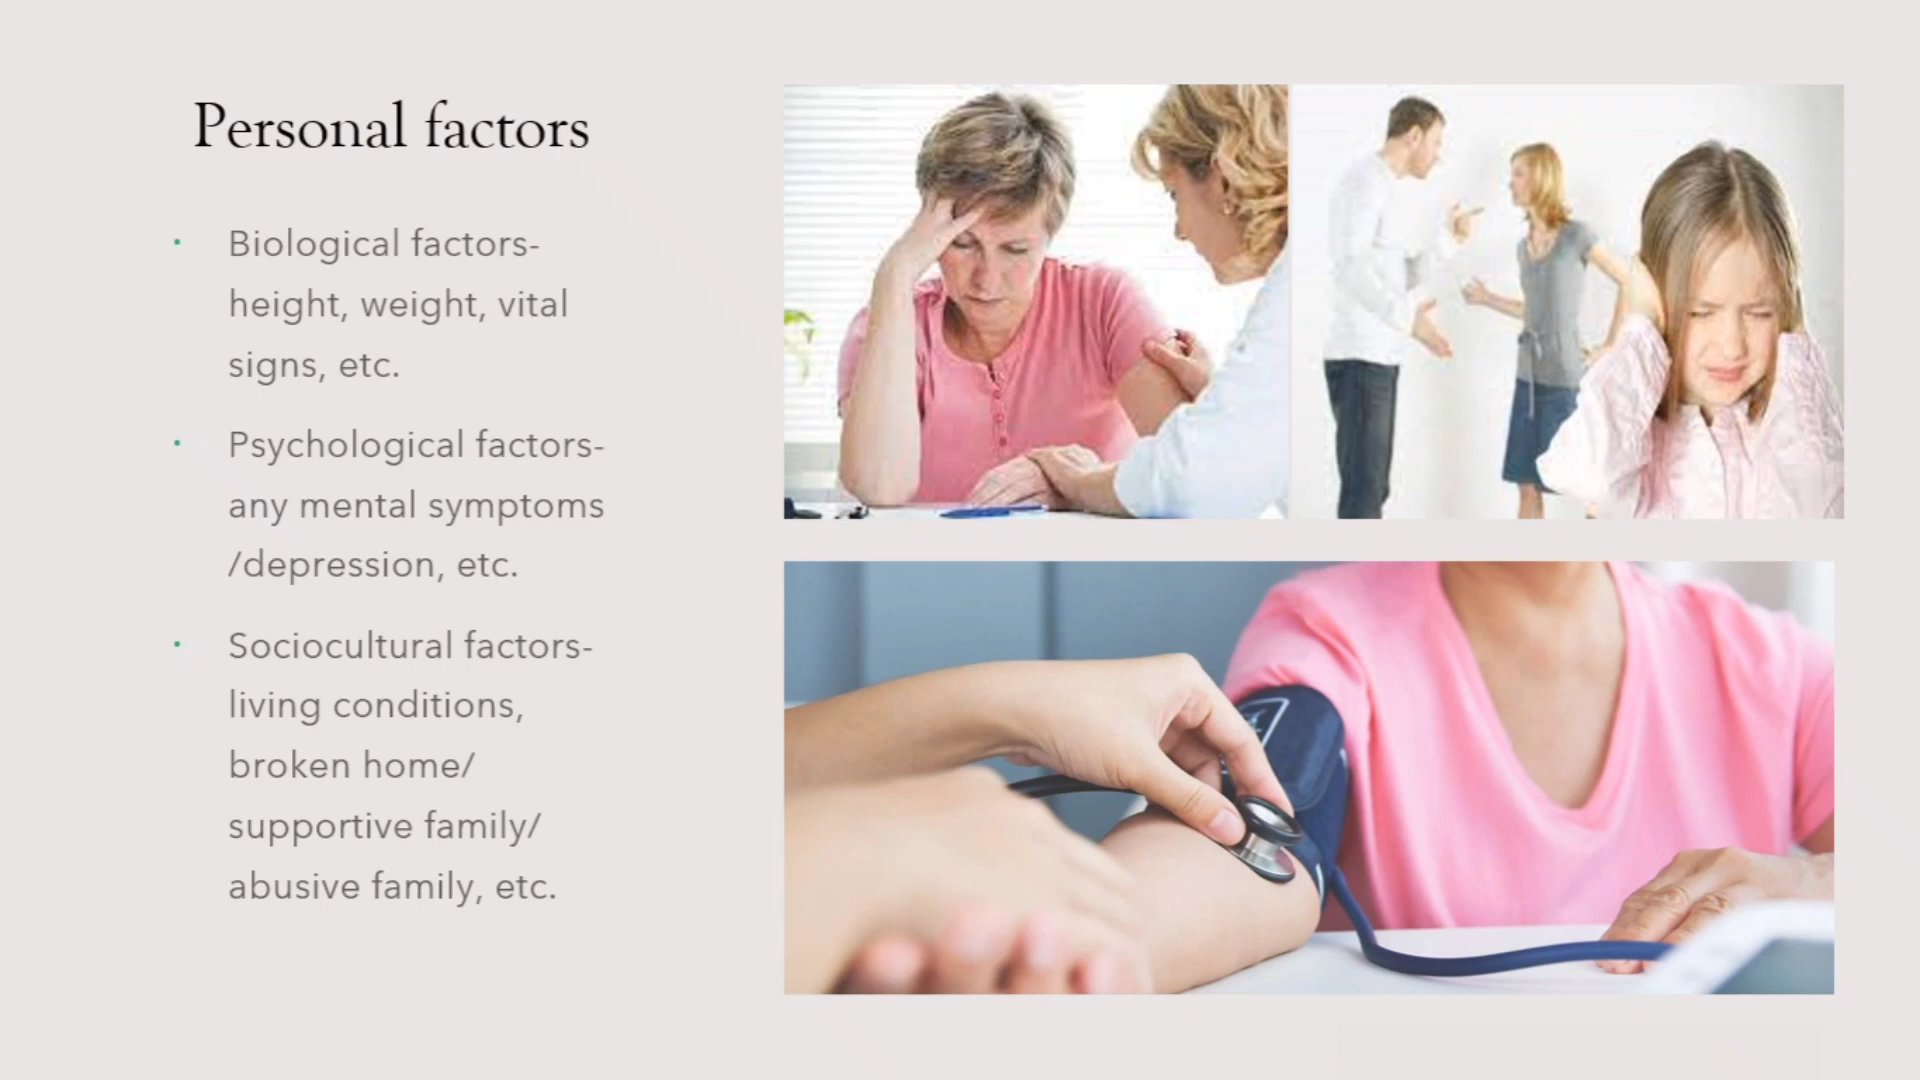 Personal factors
Biological factors-
height, weight, vital
signs, etc.
Psychological factors-
any mental symptoms
/depression, etc.
Sociocultural factors-
living conditions,
broken home/
supportive family/
abusive family, etc.